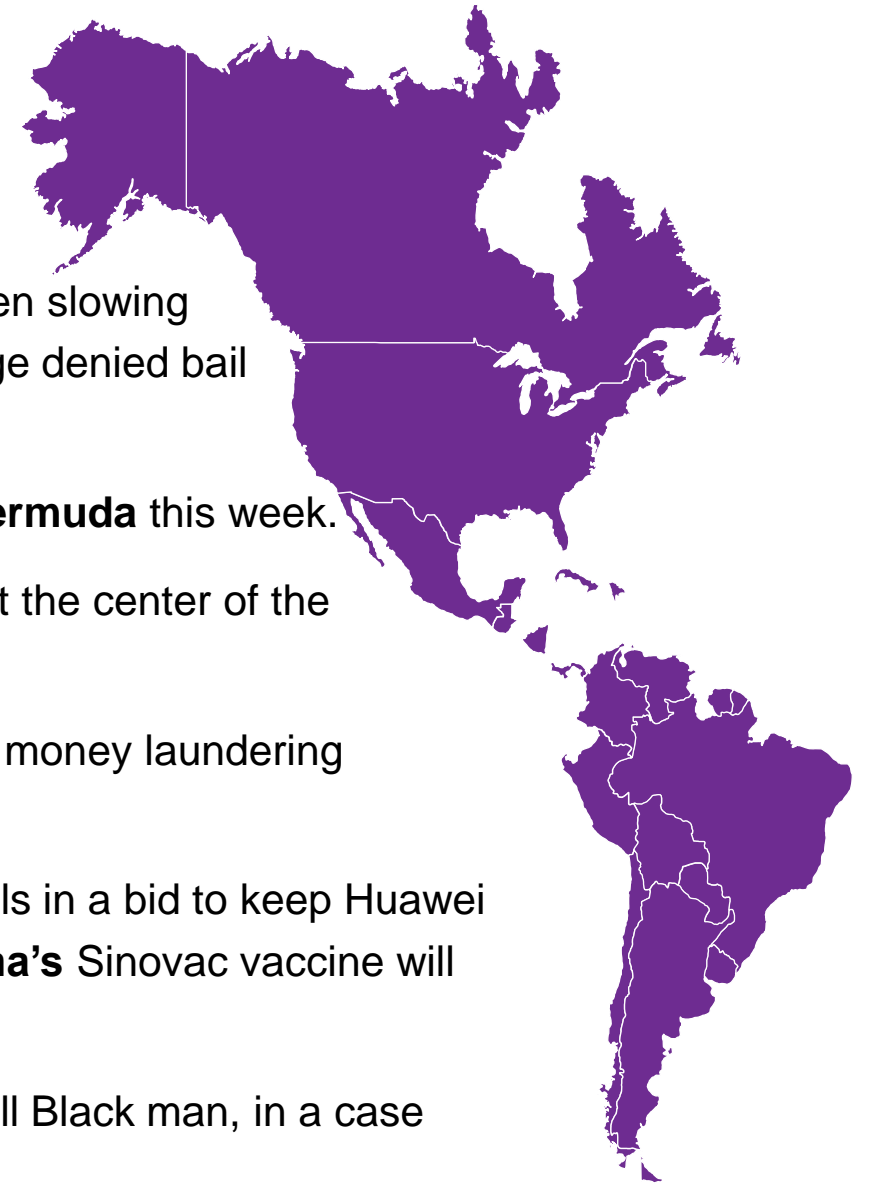 en slowing
ge denied bail
ermuda this week.
t the center of the
money laundering
ls in a bid to keep Huawei
na’s Sinovac vaccine will
ll Black man, in a case